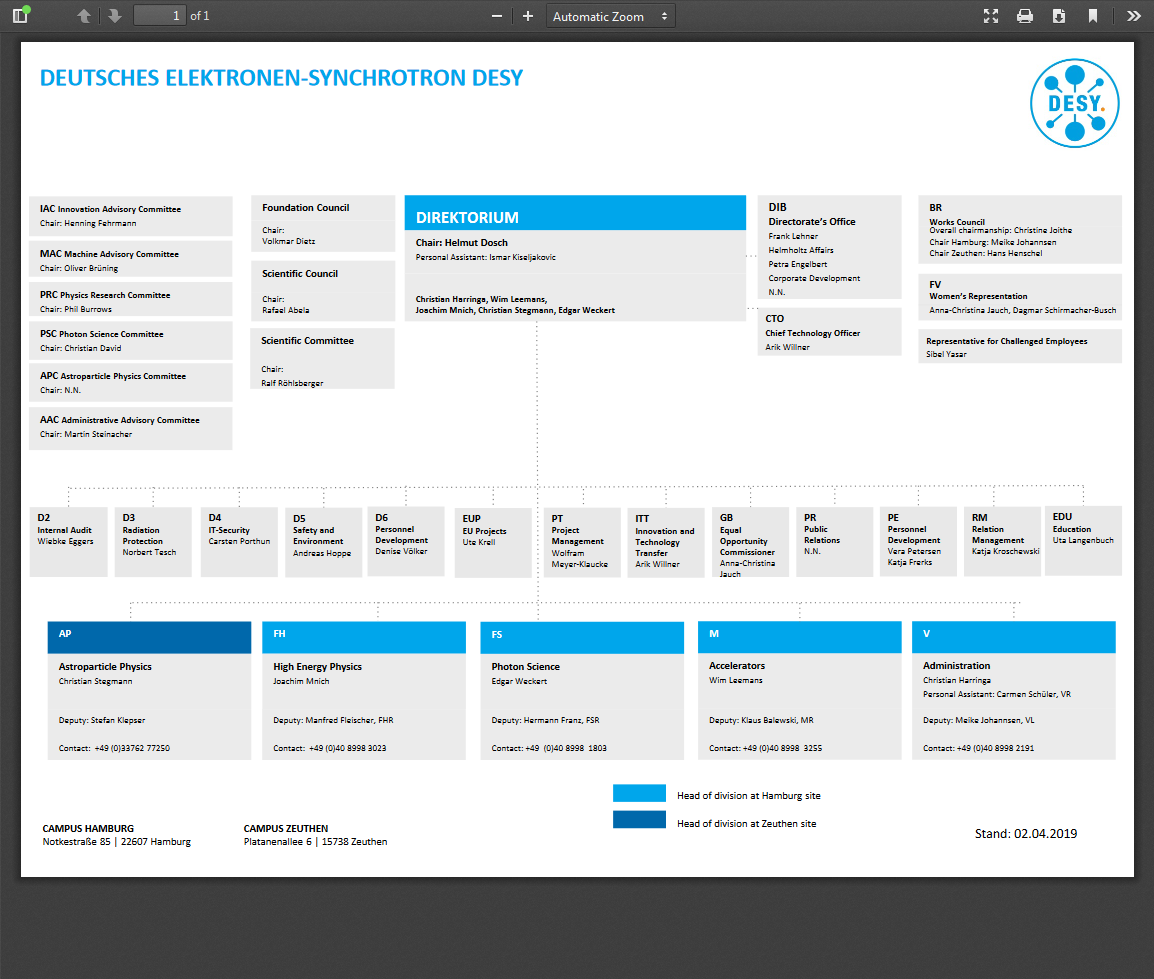 1 of 1
Automatic Zoom
DEUTSCHES ELEKTRONEN-SYNCHROTRON DESY
DESY.
IAC Innovation Advisory Committee
Chair: Henning Fehrmann
MAC Machine Advisory Committee
Chair: Oliver Brüning
PRC Physics Research Committee
Chair: Phil Burrows
PSC Photon Science Committee
Chair: Christian David
APC Astroparticle Physics Committee
Chair: N.N.
AAC Administrative Advisory Committee
Chair: Martin Steinacher
Foundation Council
Chair:
Volkmar Dietz
Scientific Council
Chair:
Rafael Abela
Scientific Committee
Chair:
Ralf Röhlsberger
DIREKTORIUM
Chair: Helmut Dosch
Personal Assistant: Ismar Kiseljakovic
Christian Harringa, Wim Leemans,
Joachim Mnich, Christian Stegmann, Edgar Weckert
DIB
Directorate's Office
Frank Lehner
Helmholtz Affairs
Petra Engelbert
Corporate Development
N.N.
CTO
Chief Technology Officer
Arik Willner
BR
Works Council
Overall chairmanship: Christine Joithe
Chair Hamburg: Meike Johannsen
Chair Zeuthen: Hans Henschel
FV
Women's Representation
Anna-Christina Jauch, Dagmar Schirmacher-Busch
Representative for Challenged Employees
Sibel Yasar
D2
Internal Audit
Wiebke Eggers
D3
Radiation
Protection
Norbert Tesch
D4
IT-Security
Carsten Porthun
D5
Safety and
Environment
Andreas Hoppe
D6
Personnel
Development
Denise Völker
EUP
EU Projects
Ute Krell
PT
Project
Management
Wolfram
Meyer-Klaucke
ITT
Innovation and
Technology
Transfer
Arik Willner
GB
Equal
Opportunity
Commissioner
Anna-Christina
Jauch
PR
Public
Relations
N.N.
PE
Personnel
Development
Vera Petersen
Katja Frerks
RM
Relation
Management
Katja Kroschewski
EDU
Education
Uta Langenbuch
AP
Astroparticle Physics
Christian Stegmann
Deputy: Stefan Klepser
Contact: +49 (0)33762 77250
FH
High Energy Physics
Joachim Mnich
Deputy: Manfred Fleischer, FHR
Contact: +49 (0)40 8998 3023
FS
Photon Science
Edgar Weckert
Deputy: Hermann Franz, FSR
Contact: +49 (0)40 8998 1803
M
Accelerators
Wim Leemans
Deputy: Klaus Balewski, MR
Contact: +49 (0)40 8998 3255
V
Administration
Christian Harringa
Personal Assistant: Carmen Schüler, VR
Deputy: Meike Johannsen, VL
Contact: +49 (0)40 8998 2191
Head of division at Hamburg site
Head of division at Zeuthen site
CAMPUS HAMBURG
Notkestraße 85 | 22607 Hamburg
CAMPUS ZEUTHEN
Platanenallee 6 | 15738 Zeuthen
Stand: 02.04.2019